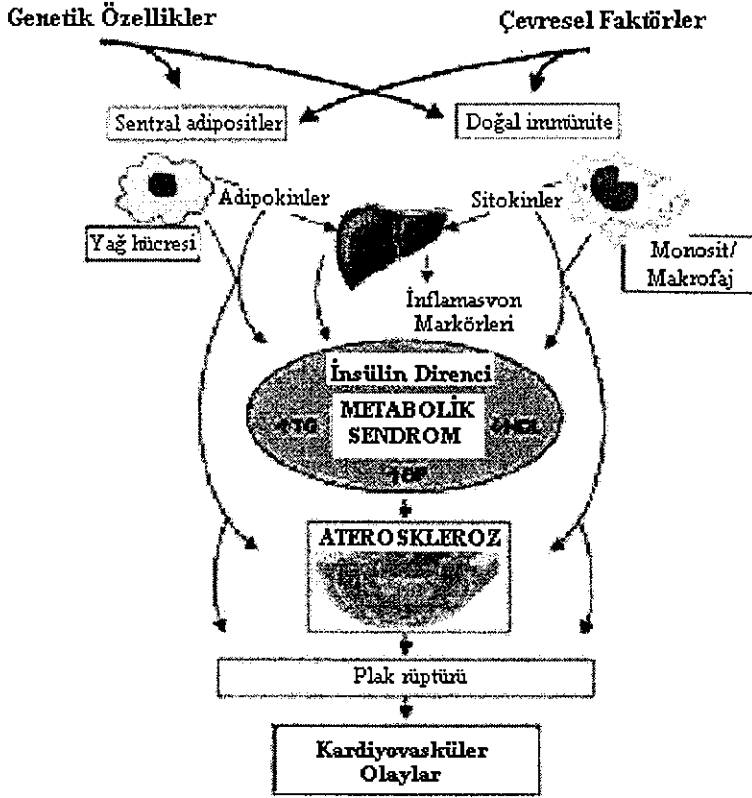 Genetik Özellikler
Çevresel Faktörler
Sentral adipositler
Doğal immünite
Adipokinler
Sitokinler
Yağ hücresi
Monosit/
Makrofaj
İnflamasyon
Markörleri
İnsülin Direnci
METABOLİK
SENDROM
↑TG
ATEROSKLEROZ
Plak rüptürü
Kardiyovasküler
Olaylar